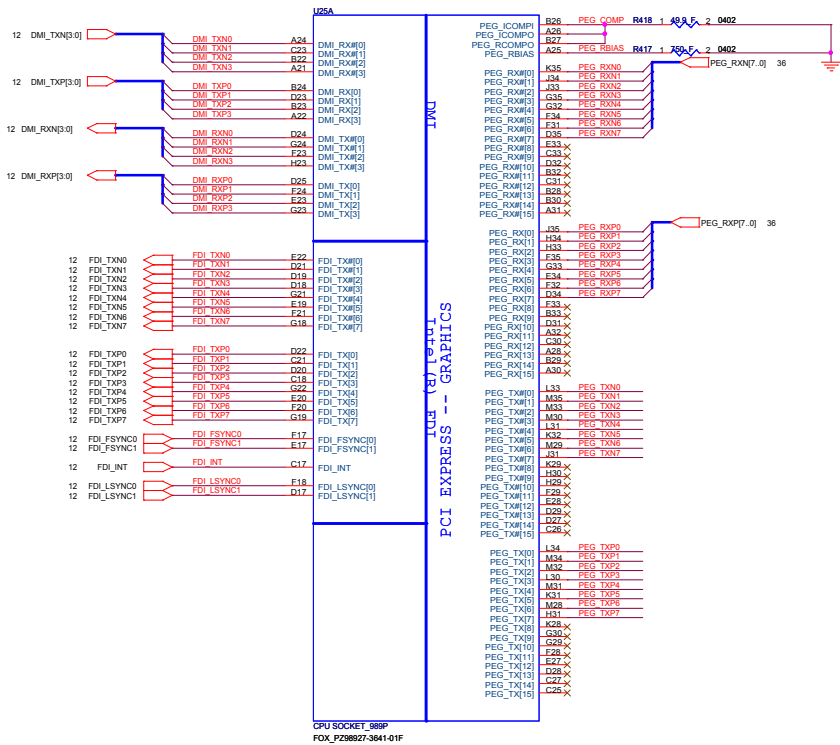 U25A
12 DMI_TXN[3:0]
DMI_TXN0 A24 DMI_RX#[0]
DMI_TXN1 C23 DMI_RX#[1]
DMI_TXN2 B22 DMI_RX#[2]
DMI_TXN3 A21 DMI_RX#[3]
12 DMI_TXP[3:0]
DMI_TXP0 B24 DMI_RX[0]
DMI_TXP1 D23 DMI_RX[1]
DMI_TXP2 B23 DMI_RX[2]
DMI_TXP3 A22 DMI_RX[3]
12 DMI_RXN[3:0]
DMI_RXN0 D24 DMI_TX#[0]
DMI_RXN1 G24 DMI_TX#[1]
DMI_RXN2 F23 DMI_TX#[2]
DMI_RXN3 H23 DMI_TX#[3]
12 DMI_RXP[3:0]
DMI_RXP0 D25 DMI_TX[0]
DMI_RXP1 F24 DMI_TX[1]
DMI_RXP2 E23 DMI_TX[2]
DMI_RXP3 G23 DMI_TX[3]
12 FDI_TXN0 FDI_TXN0 E22 FDI_TX#[0]
12 FDI_TXN1 FDI_TXN1 D21 FDI_TX#[1]
12 FDI_TXN2 FDI_TXN2 D19 FDI_TX#[2]
12 FDI_TXN3 FDI_TXN3 D18 FDI_TX#[3]
12 FDI_TXN4 FDI_TXN4 G21 FDI_TX#[4]
12 FDI_TXN5 FDI_TXN5 E19 FDI_TX#[5]
12 FDI_TXN6 FDI_TXN6 F21 FDI_TX#[6]
12 FDI_TXN7 FDI_TXN7 G18 FDI_TX#[7]
12 FDI_TXP0 FDI_TXP0 D22 FDI_TX[0]
12 FDI_TXP1 FDI_TXP1 C21 FDI_TX[1]
12 FDI_TXP2 FDI_TXP2 D20 FDI_TX[2]
12 FDI_TXP3 FDI_TXP3 C18 FDI_TX[3]
12 FDI_TXP4 FDI_TXP4 G22 FDI_TX[4]
12 FDI_TXP5 FDI_TXP5 E20 FDI_TX[5]
12 FDI_TXP6 FDI_TXP6 F20 FDI_TX[6]
12 FDI_TXP7 FDI_TXP7 G19 FDI_TX[7]
12 FDI_FSYNC0 FDI_FSYNC0 F17 FDI_FSYNC[0]
12 FDI_FSYNC1 FDI_FSYNC1 E17 FDI_FSYNC[1]
12 FDI_INT FDI_INT C17 FDI_INT
12 FDI_LSYNC0 FDI_LSYNC0 F18 FDI_LSYNC[0]
12 FDI_LSYNC1 FDI_LSYNC1 D17 FDI_LSYNC[1]
DMI
Intel(R) FDI
PCI EXPRESS -- GRAPHICS
PEG_ICOMPI B26 PEG_COMP R418 1 49.9_F 2 0402
PEG_ICOMPO A26
PEG_RCOMPO B27
PEG_RBIAS A25 PEG_RBIAS R417 1 750_F 2 0402
PEG_RXN[7..0] 36
PEG_RX#[0] K35 PEG_RXN0
PEG_RX#[1] J34 PEG_RXN1
PEG_RX#[2] J33 PEG_RXN2
PEG_RX#[3] G35 PEG_RXN3
PEG_RX#[4] G32 PEG_RXN4
PEG_RX#[5] F34 PEG_RXN5
PEG_RX#[6] F31 PEG_RXN6
PEG_RX#[7] D35 PEG_RXN7
PEG_RX#[8] E33
PEG_RX#[9] C33
PEG_RX#[10] D32
PEG_RX#[11] B32
PEG_RX#[12] C31
PEG_RX#[13] B28
PEG_RX#[14] B30
PEG_RX#[15] A31
PEG_RXP[7..0] 36
PEG_RX[0] J35 PEG_RXP0
PEG_RX[1] H34 PEG_RXP1
PEG_RX[2] H33 PEG_RXP2
PEG_RX[3] F35 PEG_RXP3
PEG_RX[4] G33 PEG_RXP4
PEG_RX[5] E34 PEG_RXP5
PEG_RX[6] F32 PEG_RXP6
PEG_RX[7] D34 PEG_RXP7
PEG_RX[8] F33
PEG_RX[9] B33
PEG_RX[10] D31
PEG_RX[11] A32
PEG_RX[12] C30
PEG_RX[13] A28
PEG_RX[14] B29
PEG_RX[15] A30
PEG_TX#[0] L33 PEG_TXN0
PEG_TX#[1] M35 PEG_TXN1
PEG_TX#[2] M33 PEG_TXN2
PEG_TX#[3] M30 PEG_TXN3
PEG_TX#[4] L31 PEG_TXN4
PEG_TX#[5] K32 PEG_TXN5
PEG_TX#[6] M29 PEG_TXN6
PEG_TX#[7] J31 PEG_TXN7
PEG_TX#[8] K29
PEG_TX#[9] H30
PEG_TX#[10] H29
PEG_TX#[11] F29
PEG_TX#[12] E28
PEG_TX#[13] D29
PEG_TX#[14] D27
PEG_TX#[15] C26
PEG_TX[0] L34 PEG_TXP0
PEG_TX[1] M34 PEG_TXP1
PEG_TX[2] M32 PEG_TXP2
PEG_TX[3] L30 PEG_TXP3
PEG_TX[4] M31 PEG_TXP4
PEG_TX[5] K31 PEG_TXP5
PEG_TX[6] M28 PEG_TXP6
PEG_TX[7] H31 PEG_TXP7
PEG_TX[8] K28
PEG_TX[9] G30
PEG_TX[10] G29
PEG_TX[11] F28
PEG_TX[12] E27
PEG_TX[13] D28
PEG_TX[14] C27
PEG_TX[15] C25
CPU SOCKET_989P
FOX_PZ98927-3641-01F